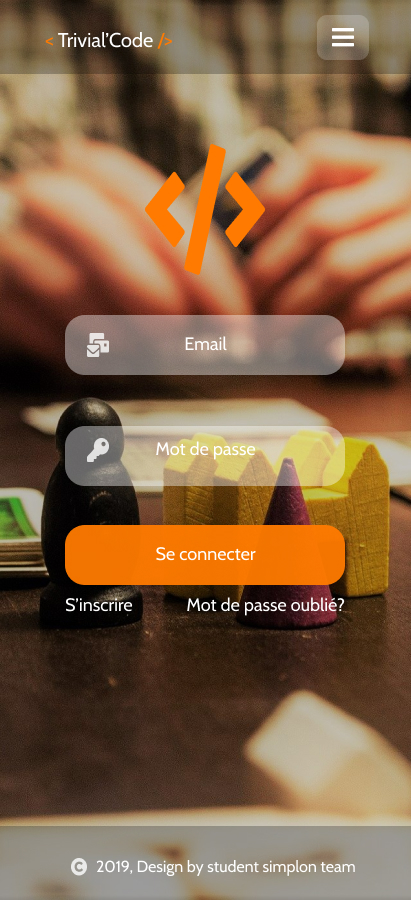 < Trivial’Code />
</>
Email
Mot de passe
Se connecter
S’inscrire Mot de passe oublié?
© 2019, Design by student simplon team